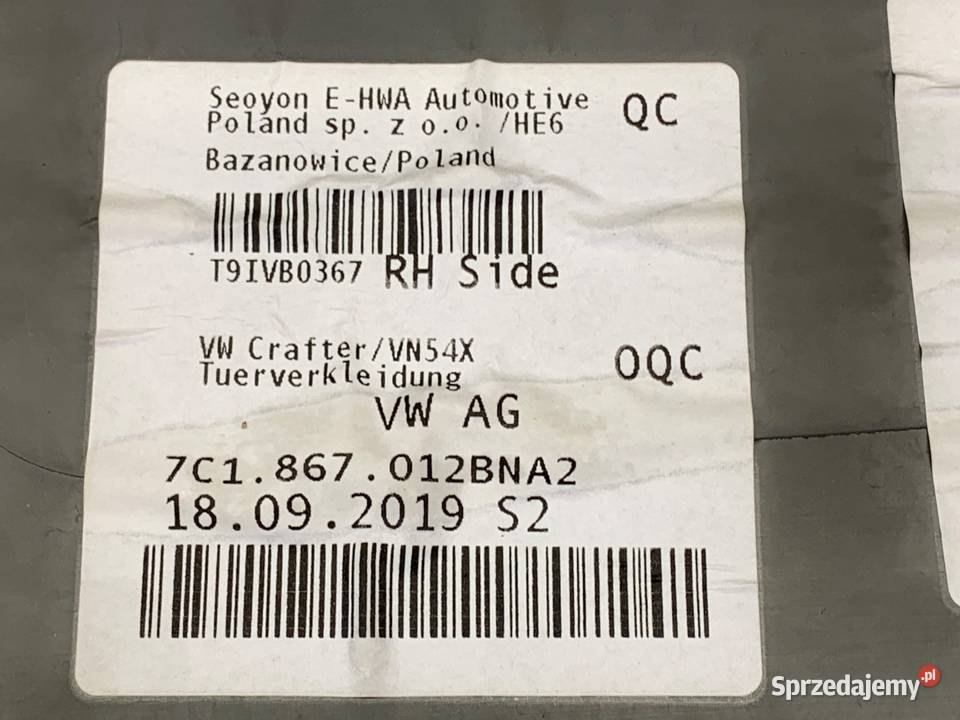 Seoyon E-HWA Automotive QC
Poland sp. z o.o. /HE6
Bazanowice/Poland
T9IVB0367 RH Side
VW Crafter/VN54X OQC
Tuerverkleidung
VW AG
7C1.867.012BNA2
18.09.2019 S2
Sprzedajemy.pl